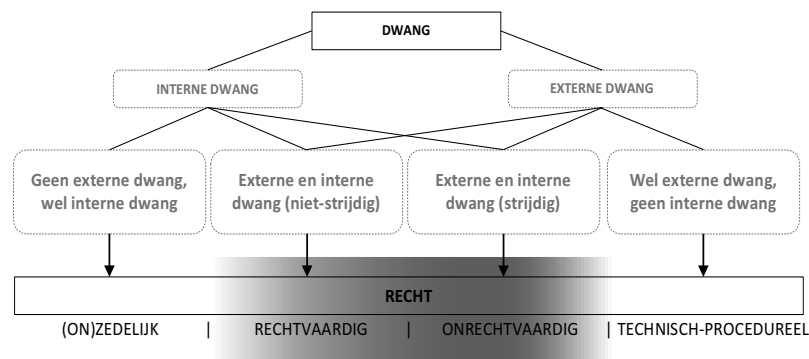 DWANG
INTERNE DWANG
EXTERNE DWANG
Geen externe dwang,
wel interne dwang
Externe en interne
dwang (niet-strijdig)
Externe en interne
dwang (strijdig)
Wel externe dwang,
geen interne dwang
RECHT
(ON)ZEDELIJK | RECHTVAARDIG | ONRECHTVAARDIG | TECHNISCH-PROCEDUREEL